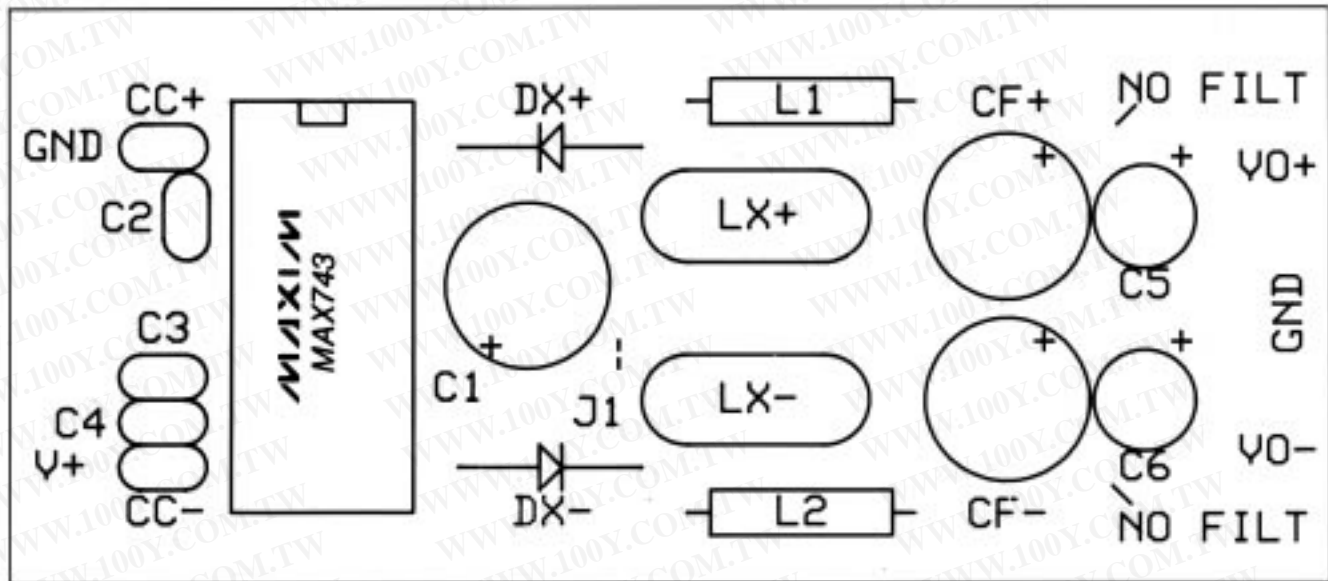 CC+
GND
C2
C3
C4
V+
CC-
MAXIM
MAX743
DX+
C1
J1
DX-
L1
LX+
LX-
L2
CF+
CF-
NO FILT
VO+
C5
GND
C6
VO-
NO FILT
WWW.100Y.COM.TW